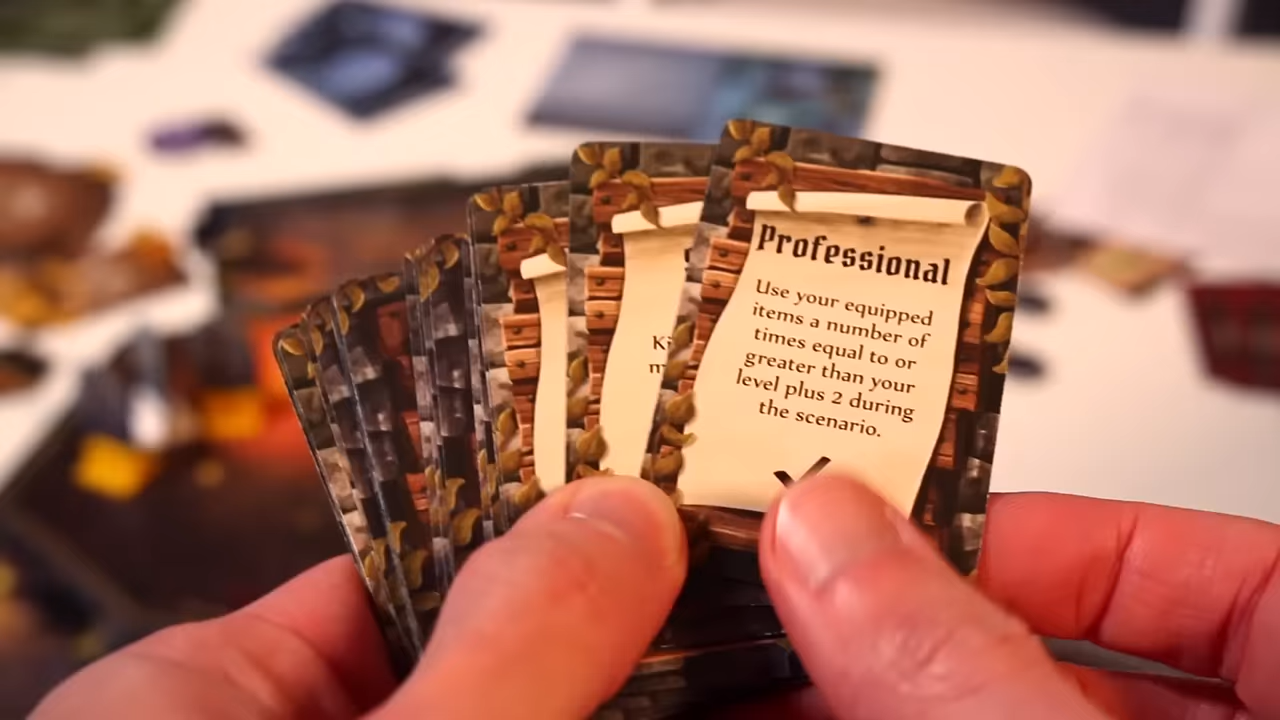 Professional
Use your equipped
items a number of
times equal to or
greater than your
level plus 2 during
the scenario.